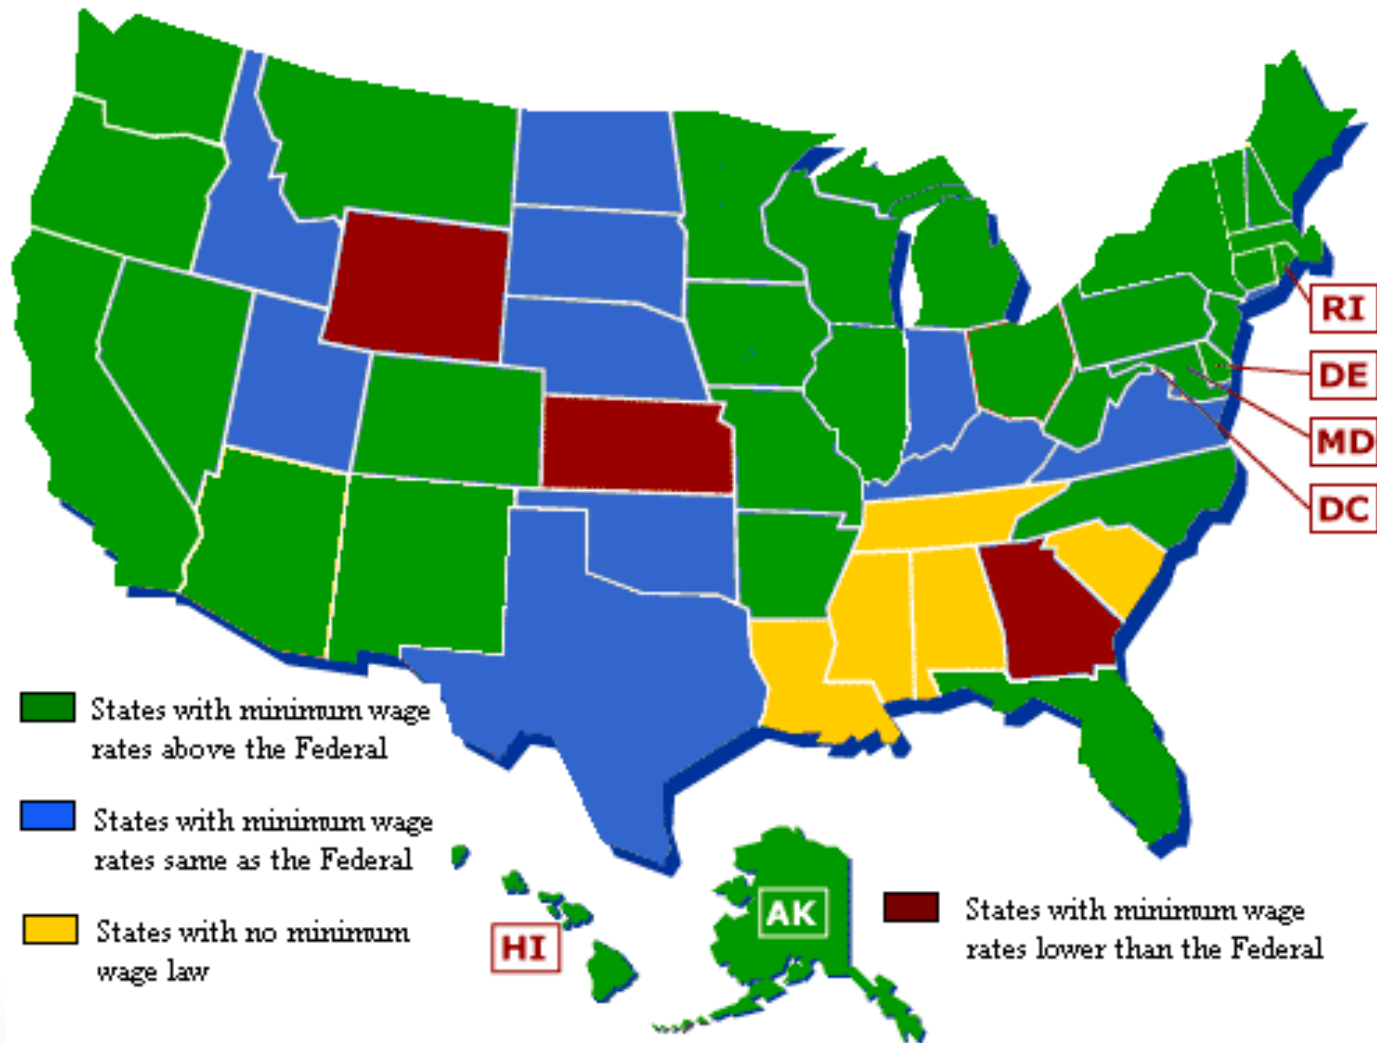 RI
DE
MD
DC
States with minimum wage
rates above the Federal
States with minimum wage
rates same as the Federal
States with no minimum
wage law
HI
AK
States with minimum wage
rates lower than the Federal